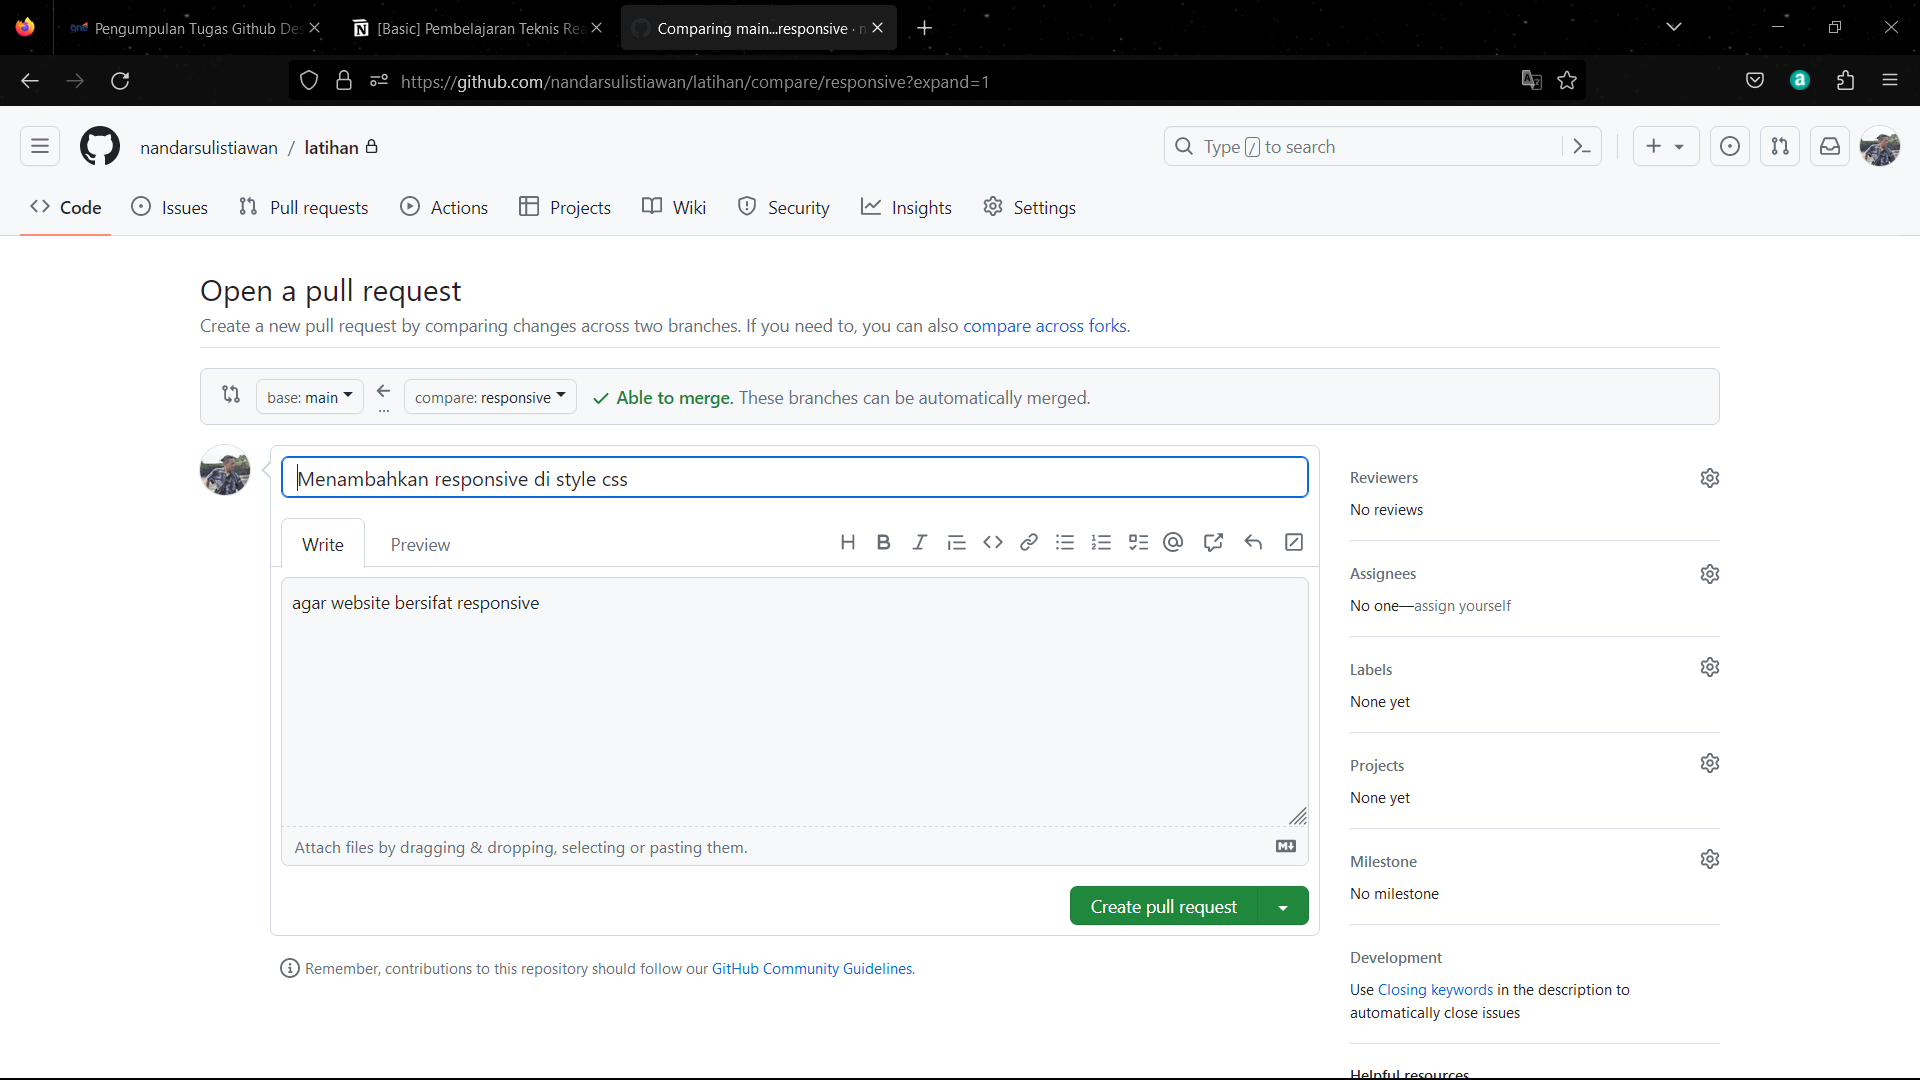 Pengumpulan Tugas Github Des
[Basic] Pembelajaran Teknis Rea
Comparing main...responsive · n
https://github.com/nandarsulistiawan/latihan/compare/responsive?expand=1
nandarsulistiawan / latihan
Type / to search
Code
Issues
Pull requests
Actions
Projects
Wiki
Security
Insights
Settings
Open a pull request
Create a new pull request by comparing changes across two branches. If you need to, you can also compare across forks.
base: main
...
compare: responsive
Able to merge. These branches can be automatically merged.
Menambahkan responsive di style css
Write
Preview
agar website bersifat responsive
Attach files by dragging & dropping, selecting or pasting them.
Create pull request
Remember, contributions to this repository should follow our GitHub Community Guidelines.
Reviewers
No reviews
Assignees
No one—assign yourself
Labels
None yet
Projects
None yet
Milestone
No milestone
Development
Use Closing keywords in the description to
automatically close issues
Helpful resources